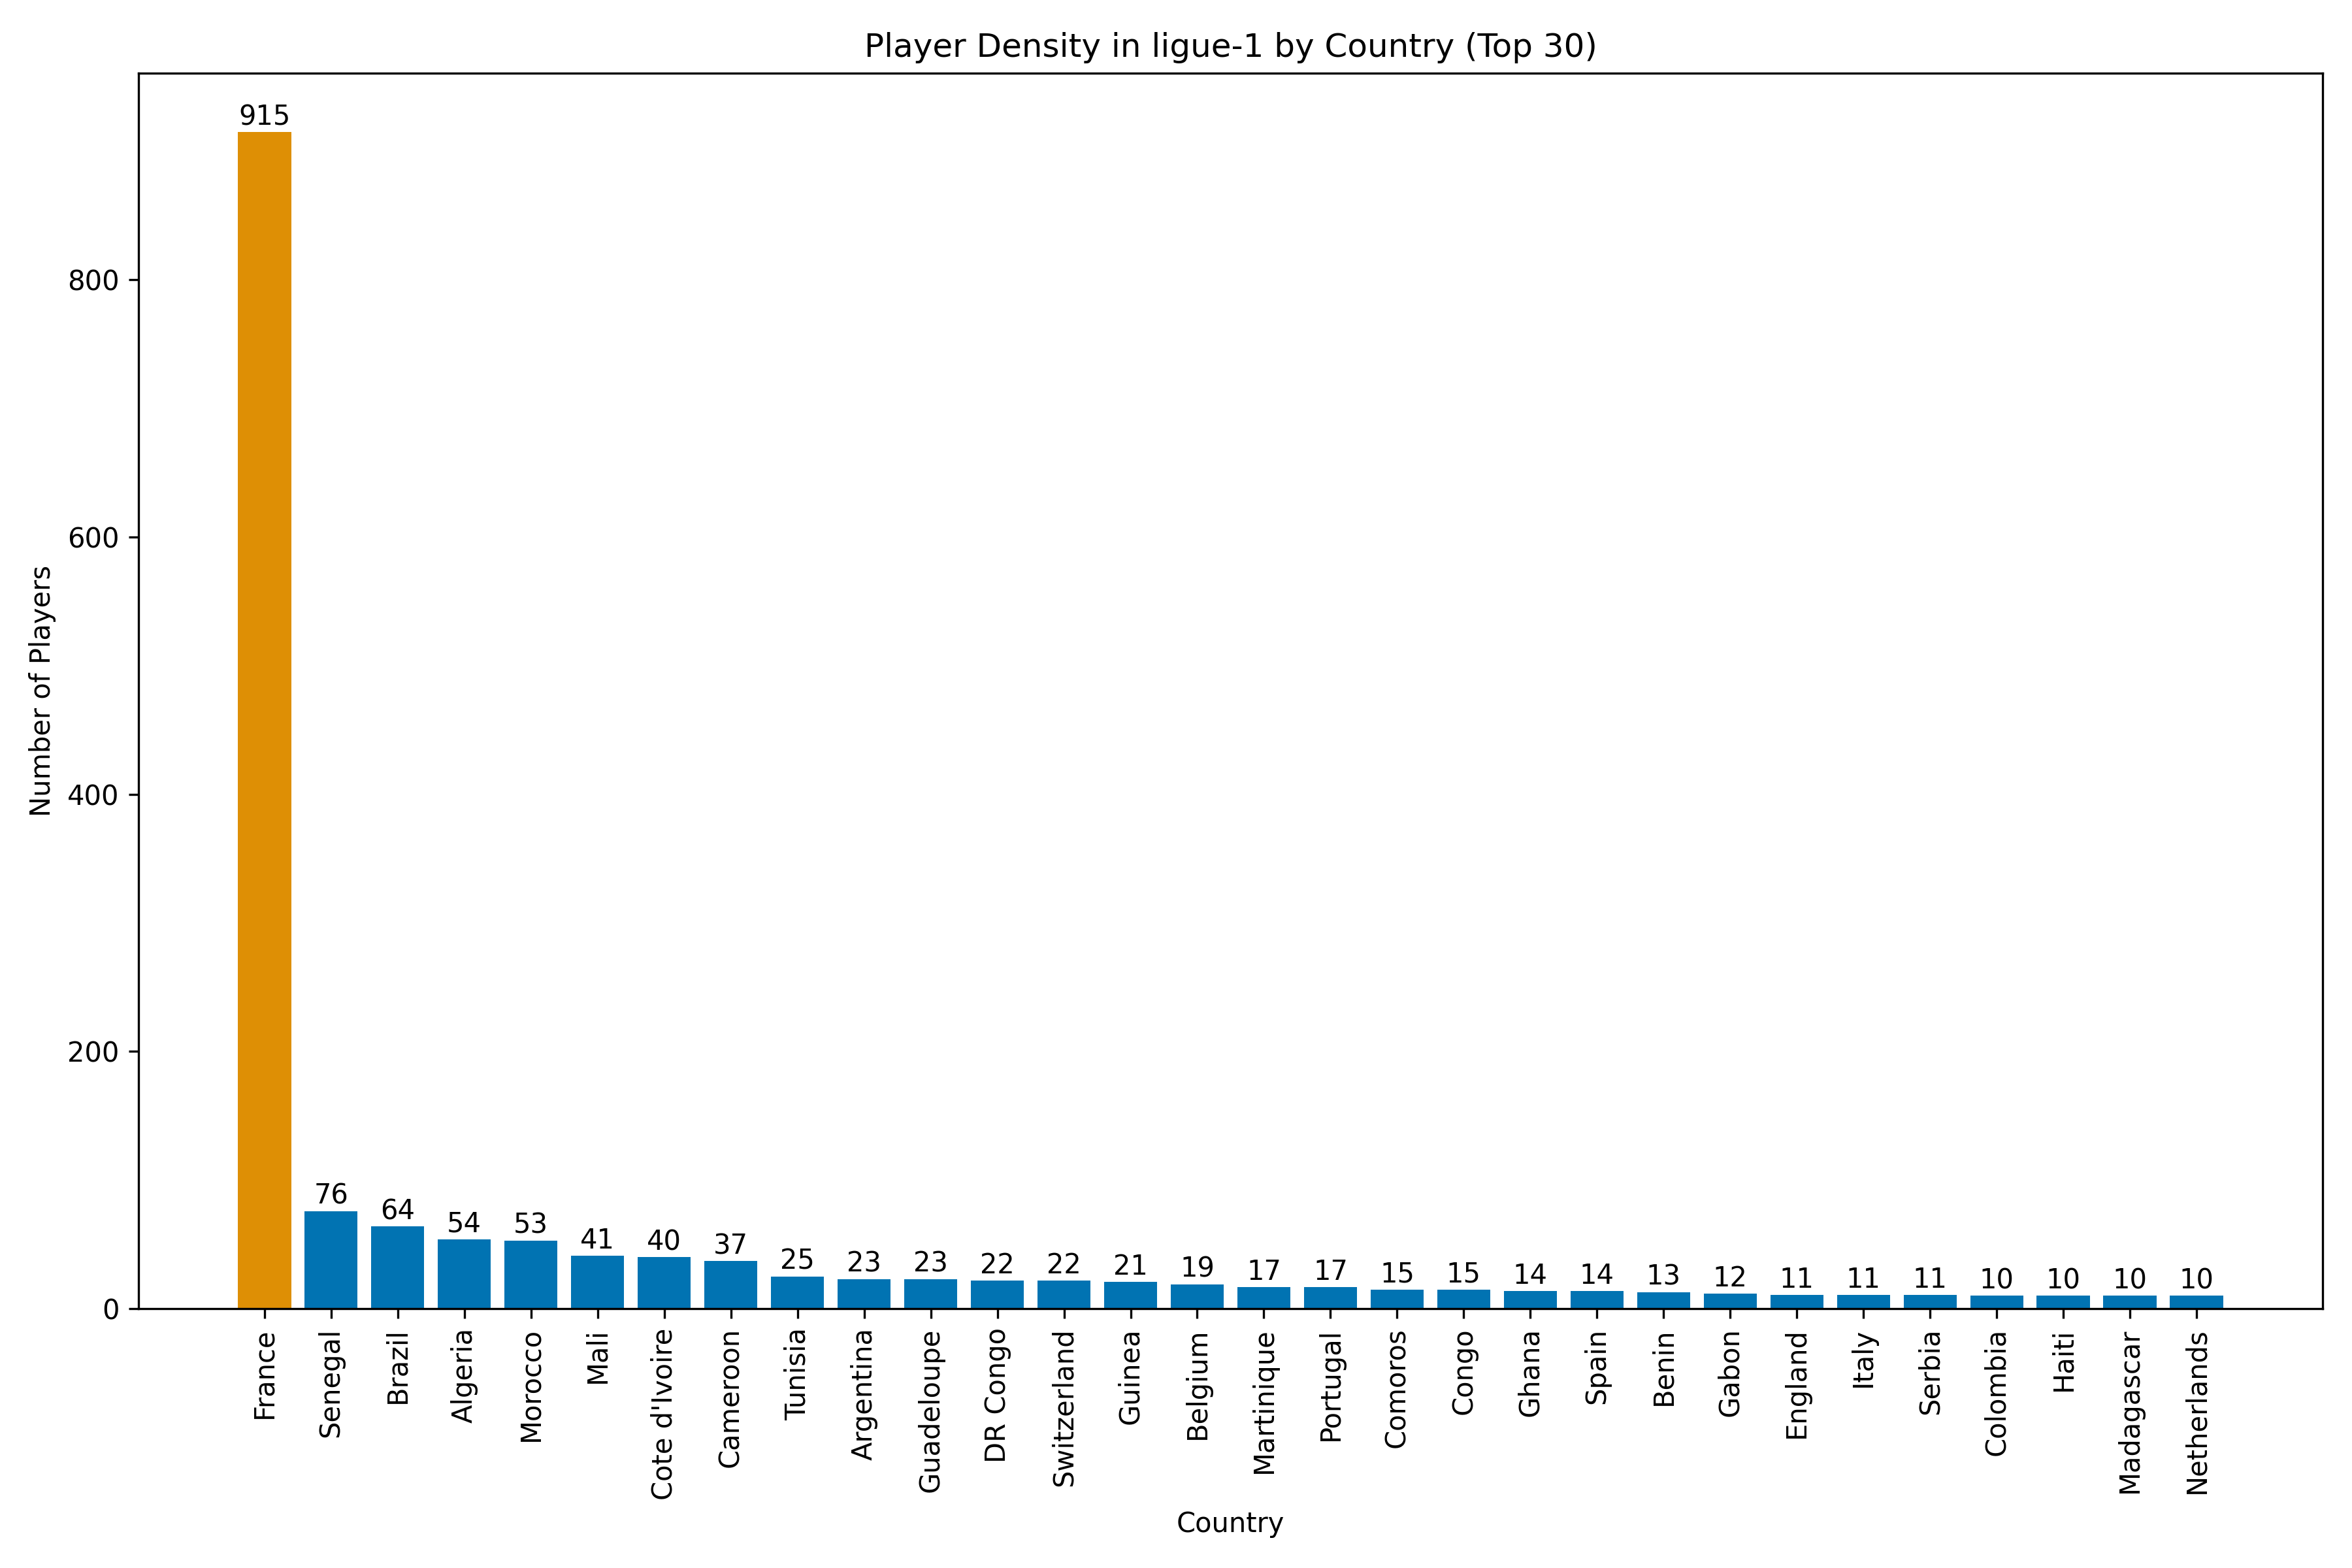 Player Density in ligue-1 by Country (Top 30)
Number of Players
800
600
400
200
0
915
76
64
54
53
41
40
37
25
23
23
22
22
21
19
17
17
15
15
14
14
13
12
11
11
11
10
10
10
10
France
Senegal
Brazil
Algeria
Morocco
Mali
Cote d'Ivoire
Cameroon
Tunisia
Argentina
Guadeloupe
DR Congo
Switzerland
Guinea
Belgium
Martinique
Portugal
Comoros
Congo
Ghana
Spain
Benin
Gabon
England
Italy
Serbia
Colombia
Haiti
Madagascar
Netherlands
Country